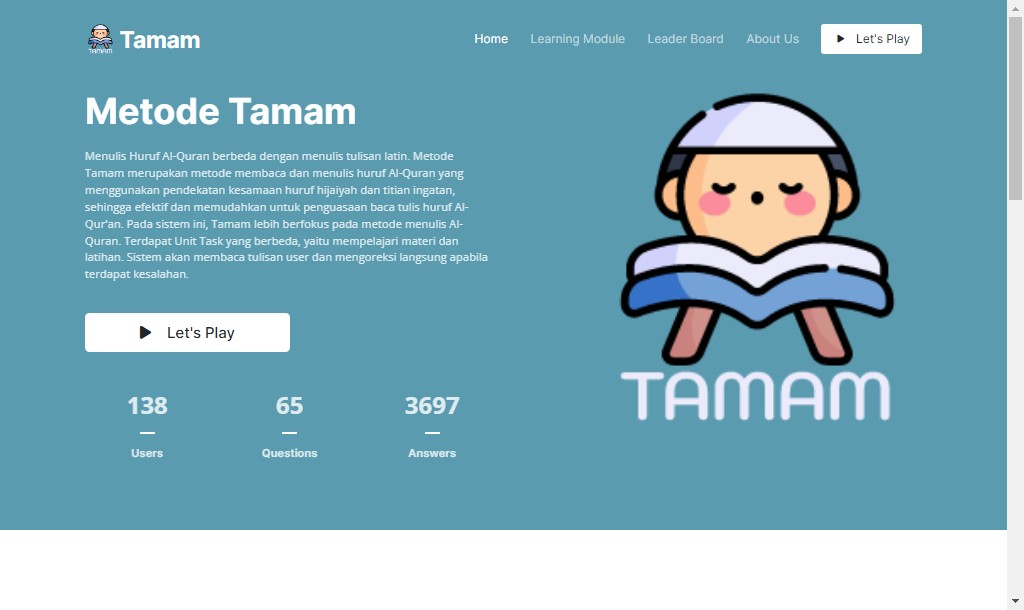 TAMAM Tamam
Home Learning Module Leader Board About Us Let's Play
Metode Tamam
Menulis Huruf Al-Quran berbeda dengan menulis tulisan latin. Metode
Tamam merupakan metode membaca dan menulis huruf Al-Quran yang
menggunakan pendekatan kesamaan huruf hijaiyah dan titian ingatan,
sehingga efektif dan memudahkan untuk penguasaan baca tulis huruf Al-
Qur'an. Pada sistem ini, Tamam lebih berfokus pada metode menulis Al-
Quran. Terdapat Unit Task yang berbeda, yaitu mempelajari materi dan
latihan. Sistem akan membaca tulisan user dan mengoreksi langsung apabila
terdapat kesalahan.
Let's Play
138 65 3697
Users Questions Answers
TAMAM